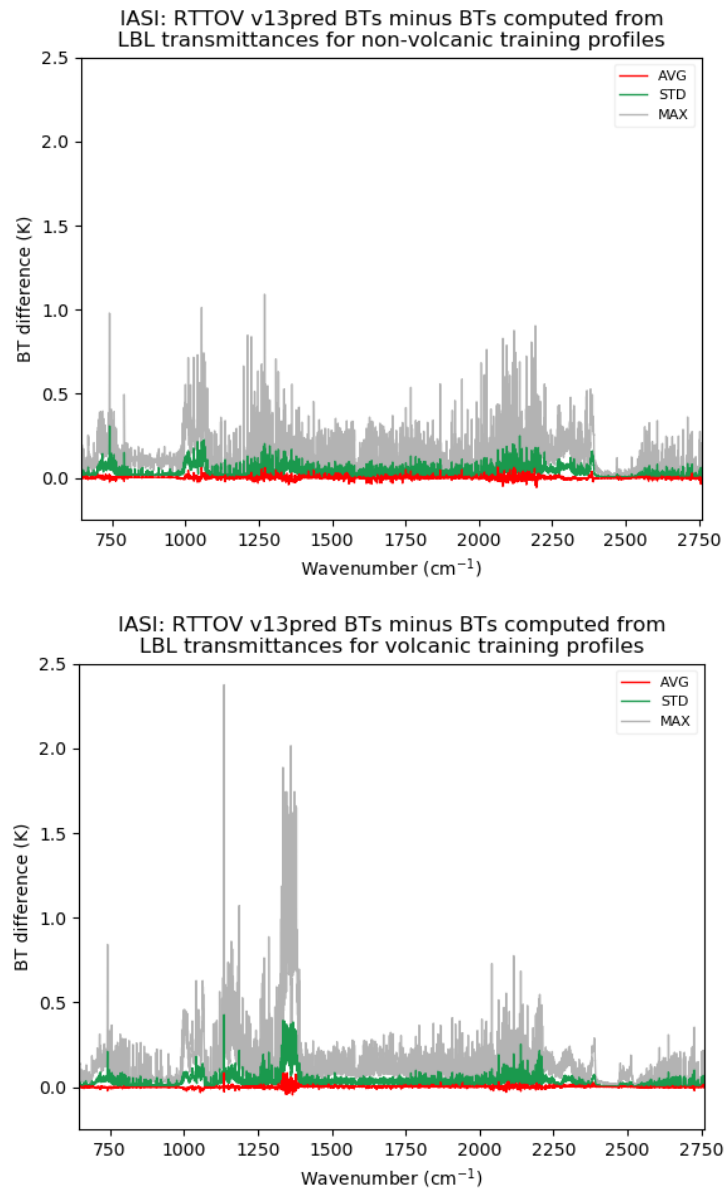 IASI: RTTOV v13pred BTs minus BTs computed from
LBL transmittances for non-volcanic training profiles
2.5
2.0
1.5
1.0
0.5
0.0
BT difference (K)
AVG
STD
MAX
750 1000 1250 1500 1750 2000 2250 2500 2750
Wavenumber (cm⁻¹)
IASI: RTTOV v13pred BTs minus BTs computed from
LBL transmittances for volcanic training profiles
2.5
2.0
1.5
1.0
0.5
0.0
BT difference (K)
AVG
STD
MAX
750 1000 1250 1500 1750 2000 2250 2500 2750
Wavenumber (cm⁻¹)